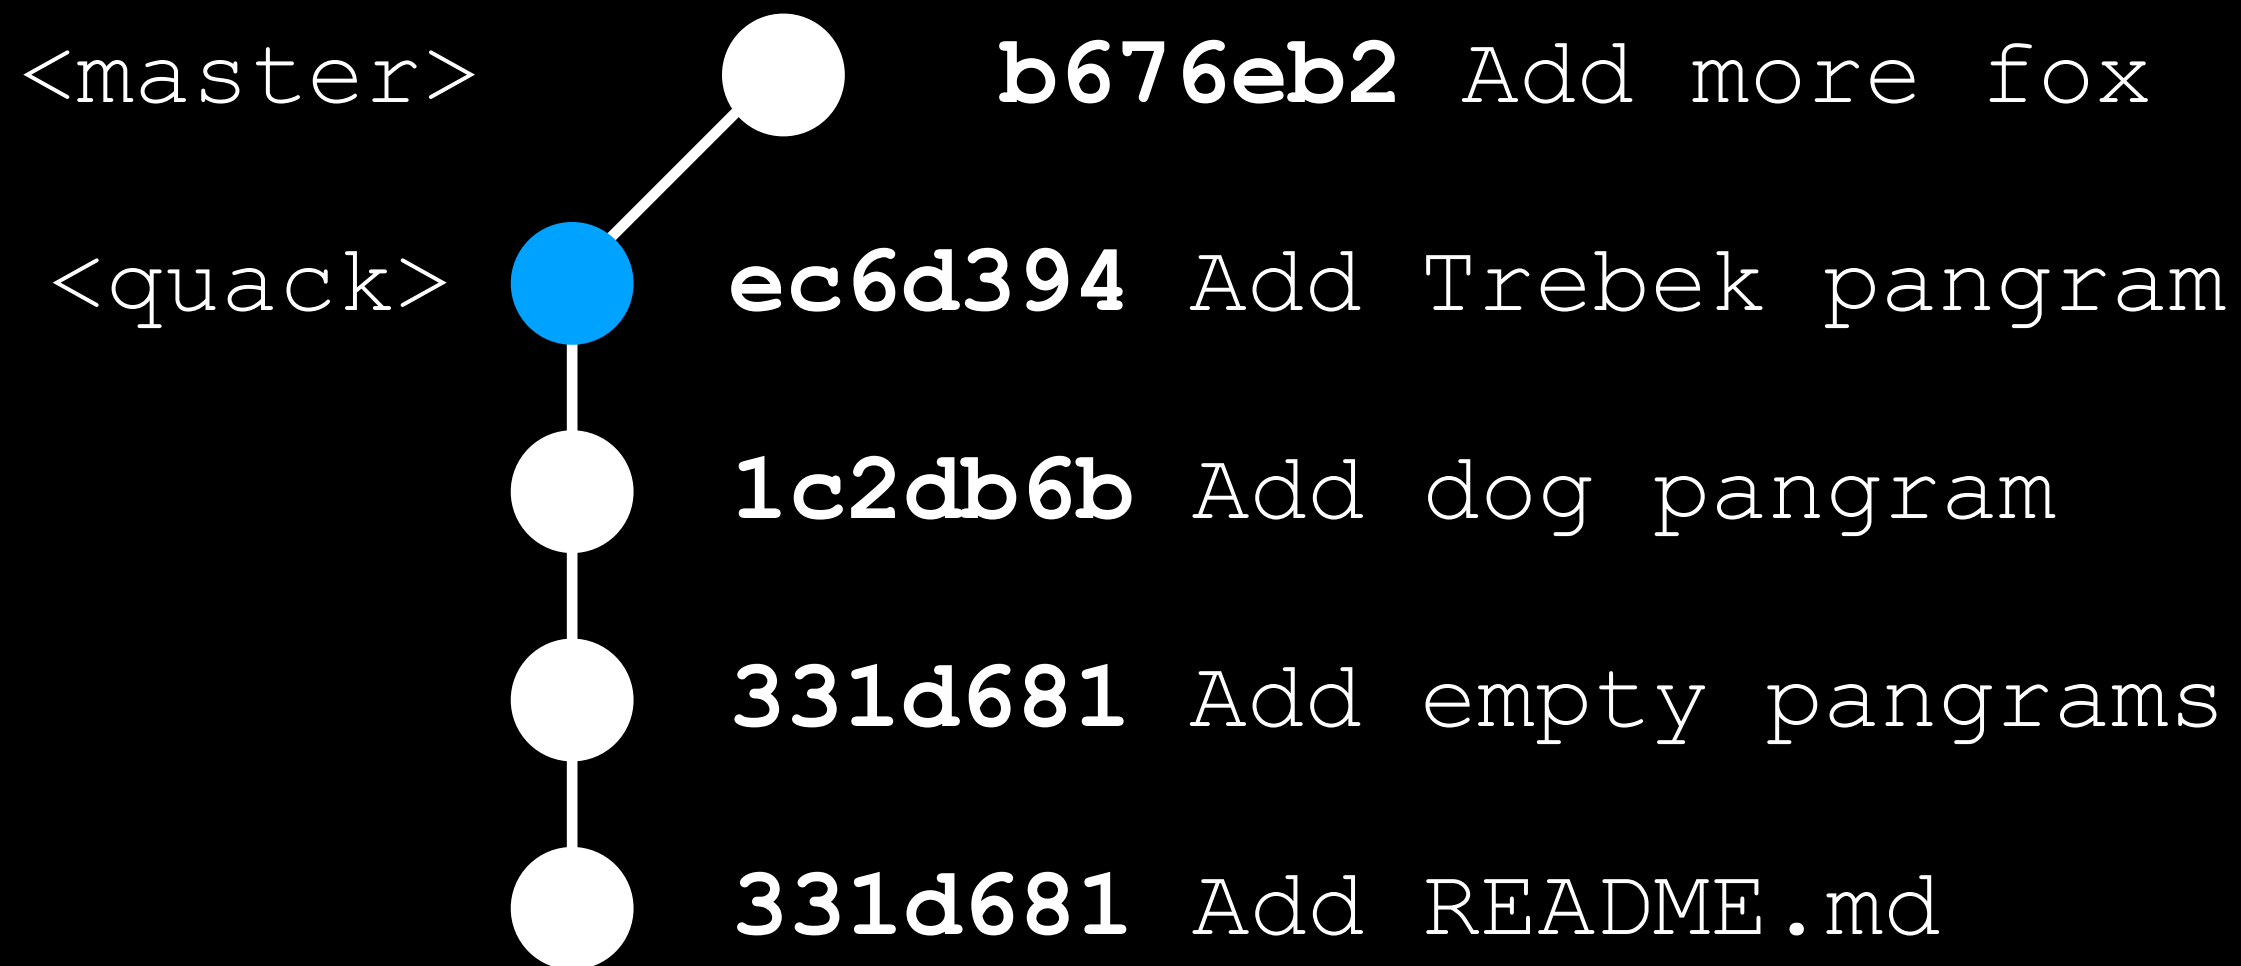 <master> b676eb2 Add more fox
<quack> ec6d394 Add Trebek pangram
1c2db6b Add dog pangram
331d681 Add empty pangrams
331d681 Add README.md